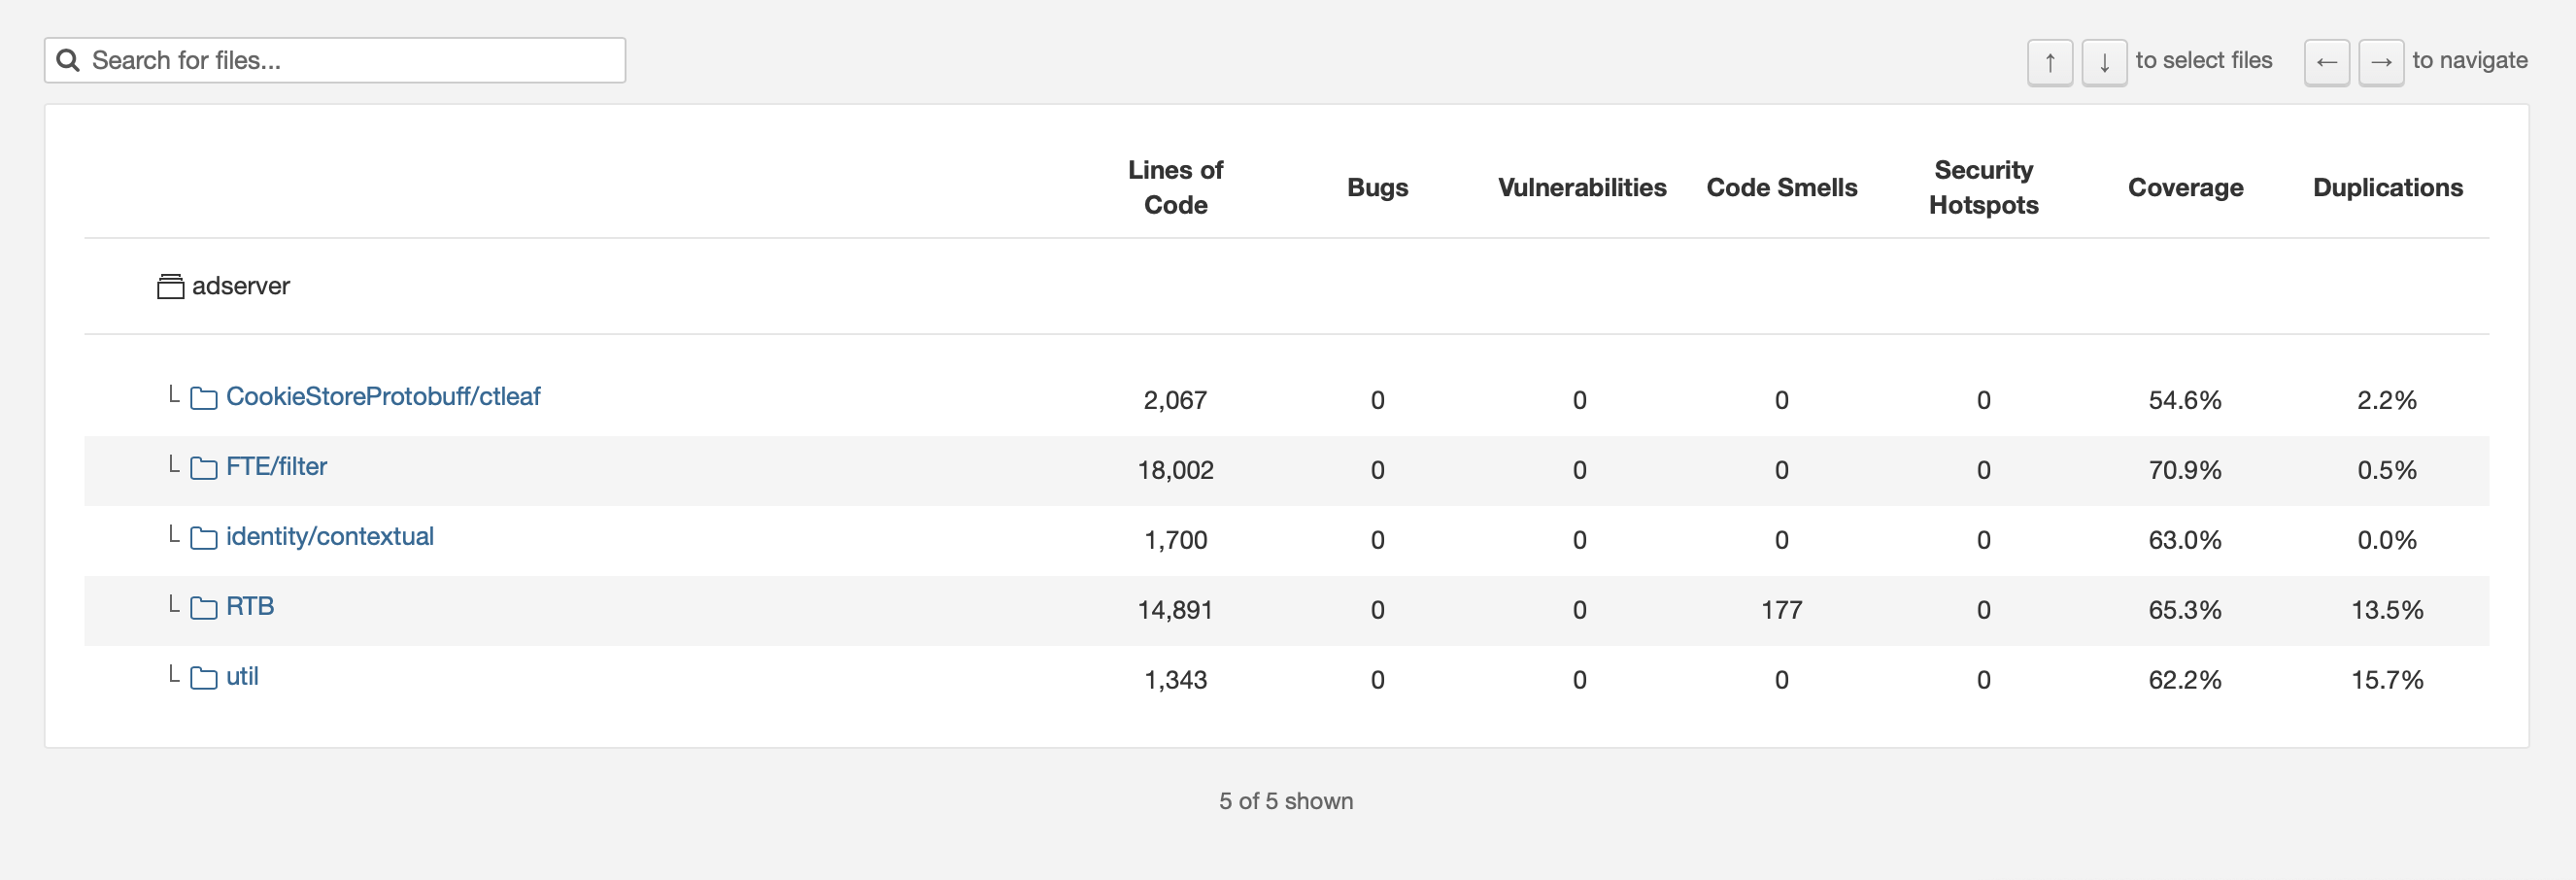 Search for files...
↑ ↓ to select files ← → to navigate
Lines of Code Bugs Vulnerabilities Code Smells Security Hotspots Coverage Duplications
adserver
CookieStoreProtobuff/ctleaf 2,067 0 0 0 0 54.6% 2.2%
FTE/filter 18,002 0 0 0 0 70.9% 0.5%
identity/contextual 1,700 0 0 0 0 63.0% 0.0%
RTB 14,891 0 0 177 0 65.3% 13.5%
util 1,343 0 0 0 0 62.2% 15.7%
5 of 5 shown